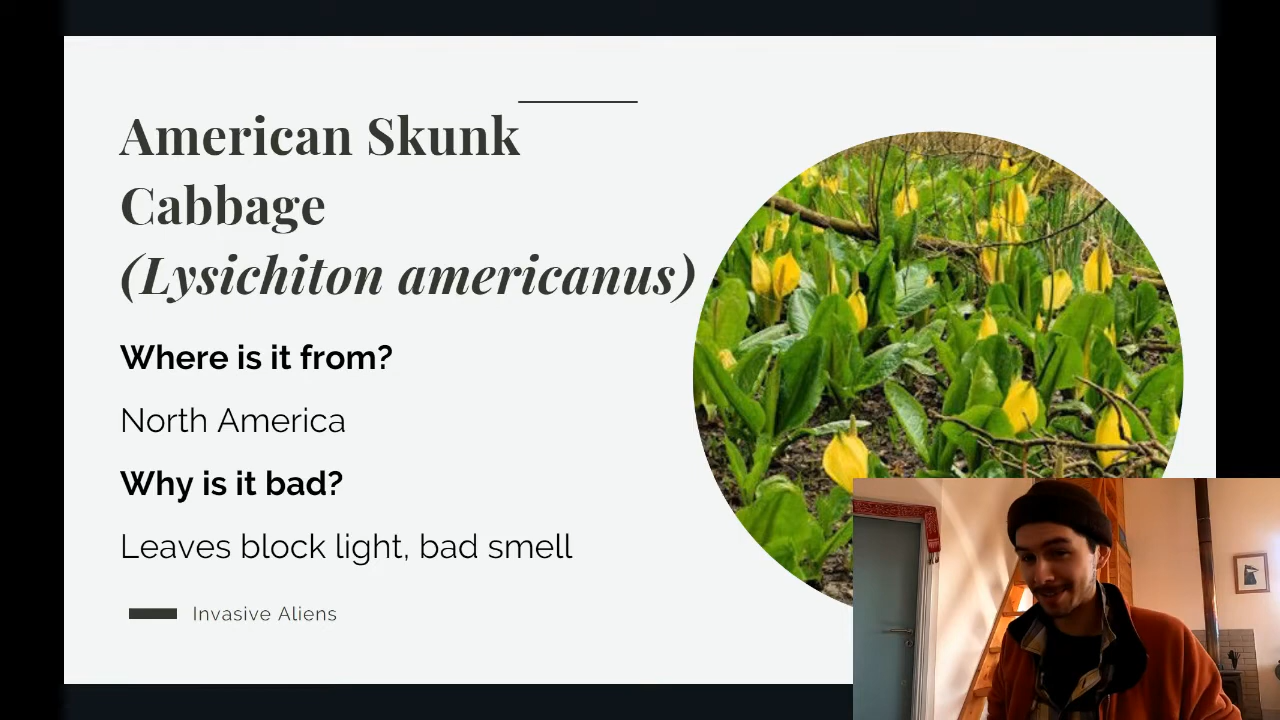 American Skunk
Cabbage
(Lysichiton americanus)
Where is it from?
North America
Why is it bad?
Leaves block light, bad smell
Invasive Aliens